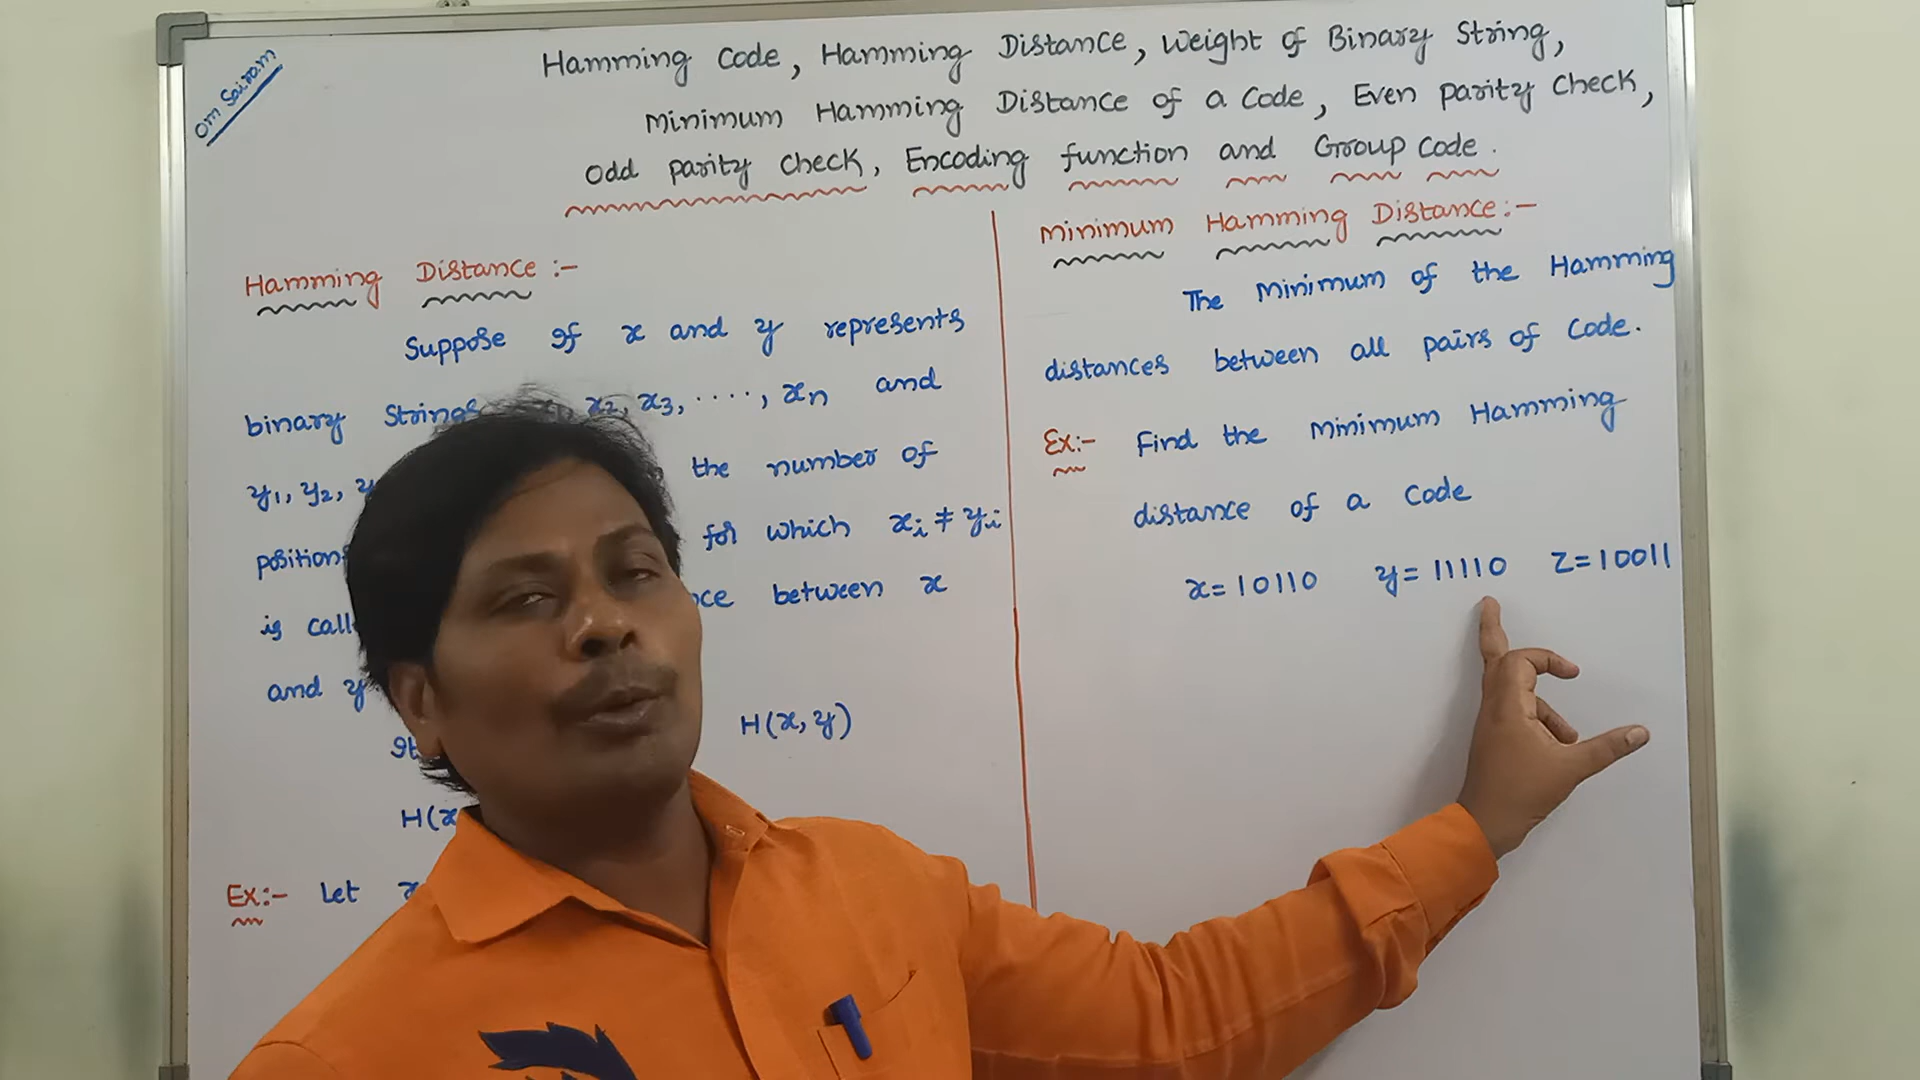 Om Sairam
Hamming Code, Hamming Distance, Weight of Binary String,
Minimum Hamming Distance of a Code, Even parity Check,
Odd parity Check, Encoding function and Group Code.
Hamming Distance :-
Suppose If x and y represents
binary Strings x2, x3, ...., xn and
y1, y2, the number of
positions for which xi ≠ yi
is between x
and y
H(x, y)
H(x
Ex:- Let x
Minimum Hamming Distance:-
The Minimum of the Hamming
distances between all pairs of Code.
Ex:- Find the Minimum Hamming
distance of a Code
x=10110 y=11110 z=10011